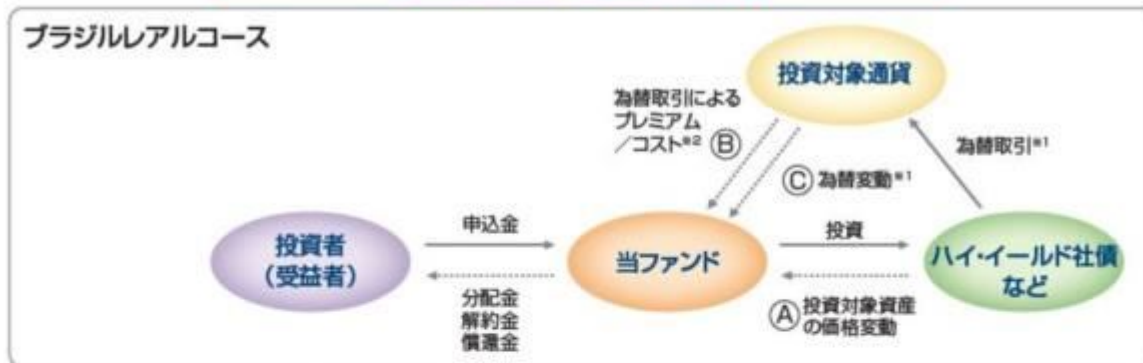 ブラジルレアルコース
投資対象通貨
為替取引による
プレミアム
／コスト※2 Ⓑ
為替取引※1
Ⓒ 為替変動※1
申込金
投資
投資者
(受益者)
当ファンド
ハイ・イールド社債
など
分配金
解約金
償還金
Ⓐ 投資対象資産
の価格変動